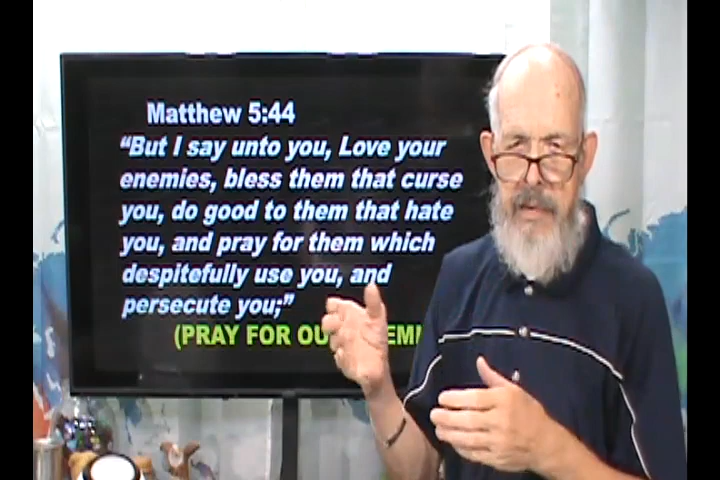 Matthew 5:44
“But I say unto you, Love your
enemies, bless them that curse
you, do good to them that hate
you, and pray for them which
despitefully use you, and
persecute you;”
(PRAY FOR